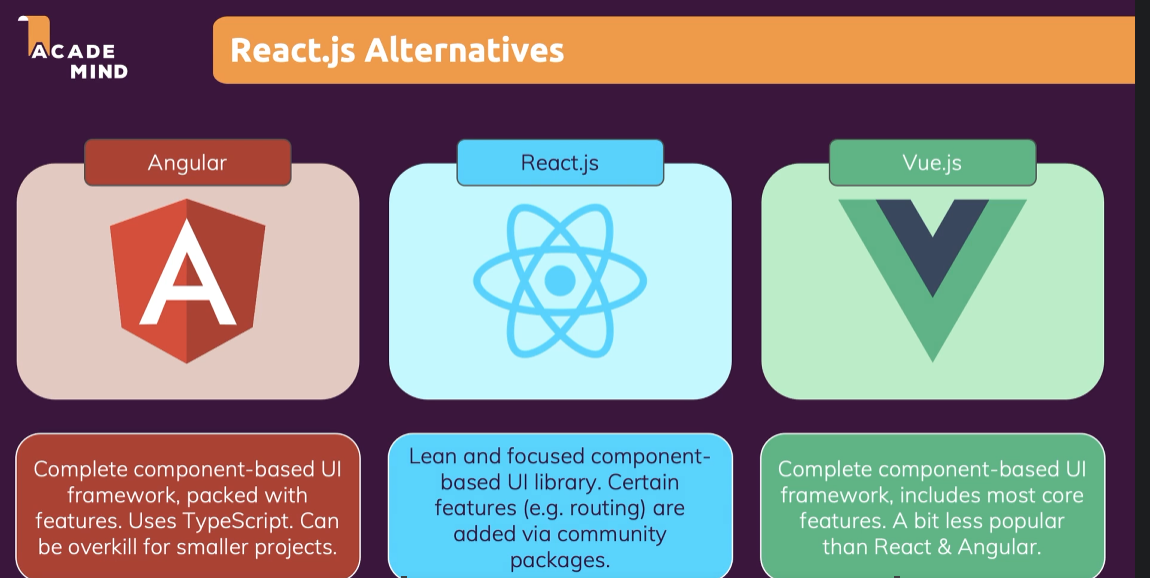 ACADE
MIND
React.js Alternatives
Angular
React.js
Vue.js
Complete component-based UI
framework, packed with
features. Uses TypeScript. Can
be overkill for smaller projects.
Lean and focused component-
based UI library. Certain
features (e.g. routing) are
added via community
packages.
Complete component-based UI
framework, includes most core
features. A bit less popular
than React & Angular.